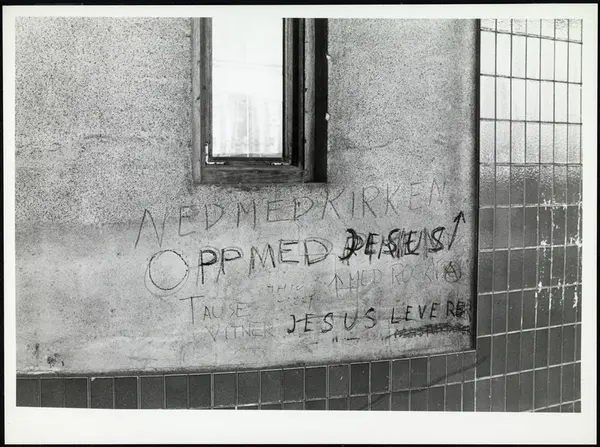 NED MED KIRKEN
OPP MED JESUS
TAUSE
VITNER
JESUS LEVER